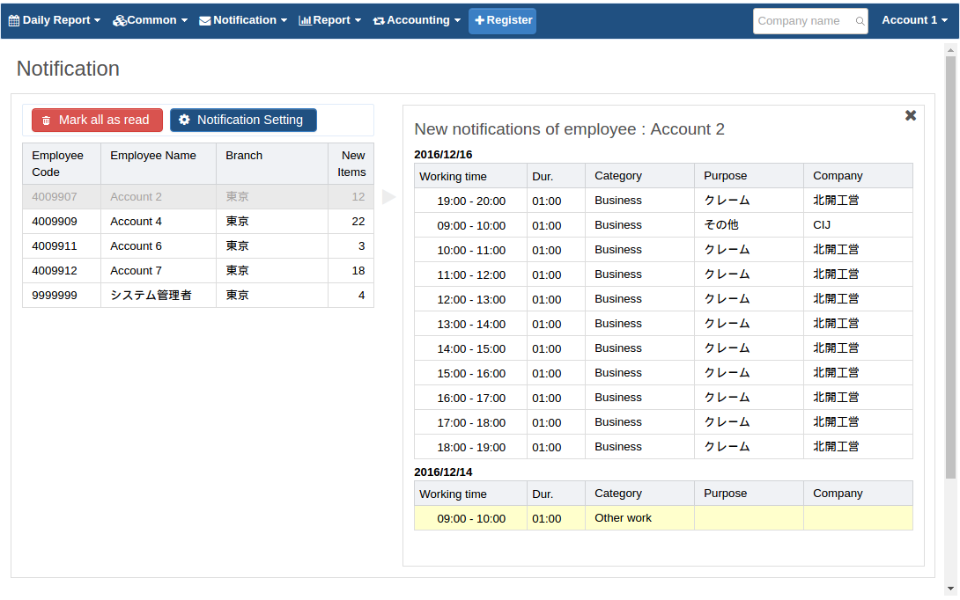 Daily Report Common Notification Report Accounting Register Company name Account 1
Notification
Mark all as read Notification Setting
Employee Code Employee Name Branch New Items
4009907 Account 2 東京 12
4009909 Account 4 東京 22
4009911 Account 6 東京 3
4009912 Account 7 東京 18
9999999 システム管理者 東京 4
New notifications of employee : Account 2
2016/12/16
Working time Dur. Category Purpose Company
19:00 - 20:00 01:00 Business クレーム 北開工営
09:00 - 10:00 01:00 Business その他 CIJ
10:00 - 11:00 01:00 Business クレーム 北開工営
11:00 - 12:00 01:00 Business クレーム 北開工営
12:00 - 13:00 01:00 Business クレーム 北開工営
13:00 - 14:00 01:00 Business クレーム 北開工営
14:00 - 15:00 01:00 Business クレーム 北開工営
15:00 - 16:00 01:00 Business クレーム 北開工営
16:00 - 17:00 01:00 Business クレーム 北開工営
17:00 - 18:00 01:00 Business クレーム 北開工営
18:00 - 19:00 01:00 Business クレーム 北開工営
2016/12/14
Working time Dur. Category Purpose Company
09:00 - 10:00 01:00 Other work